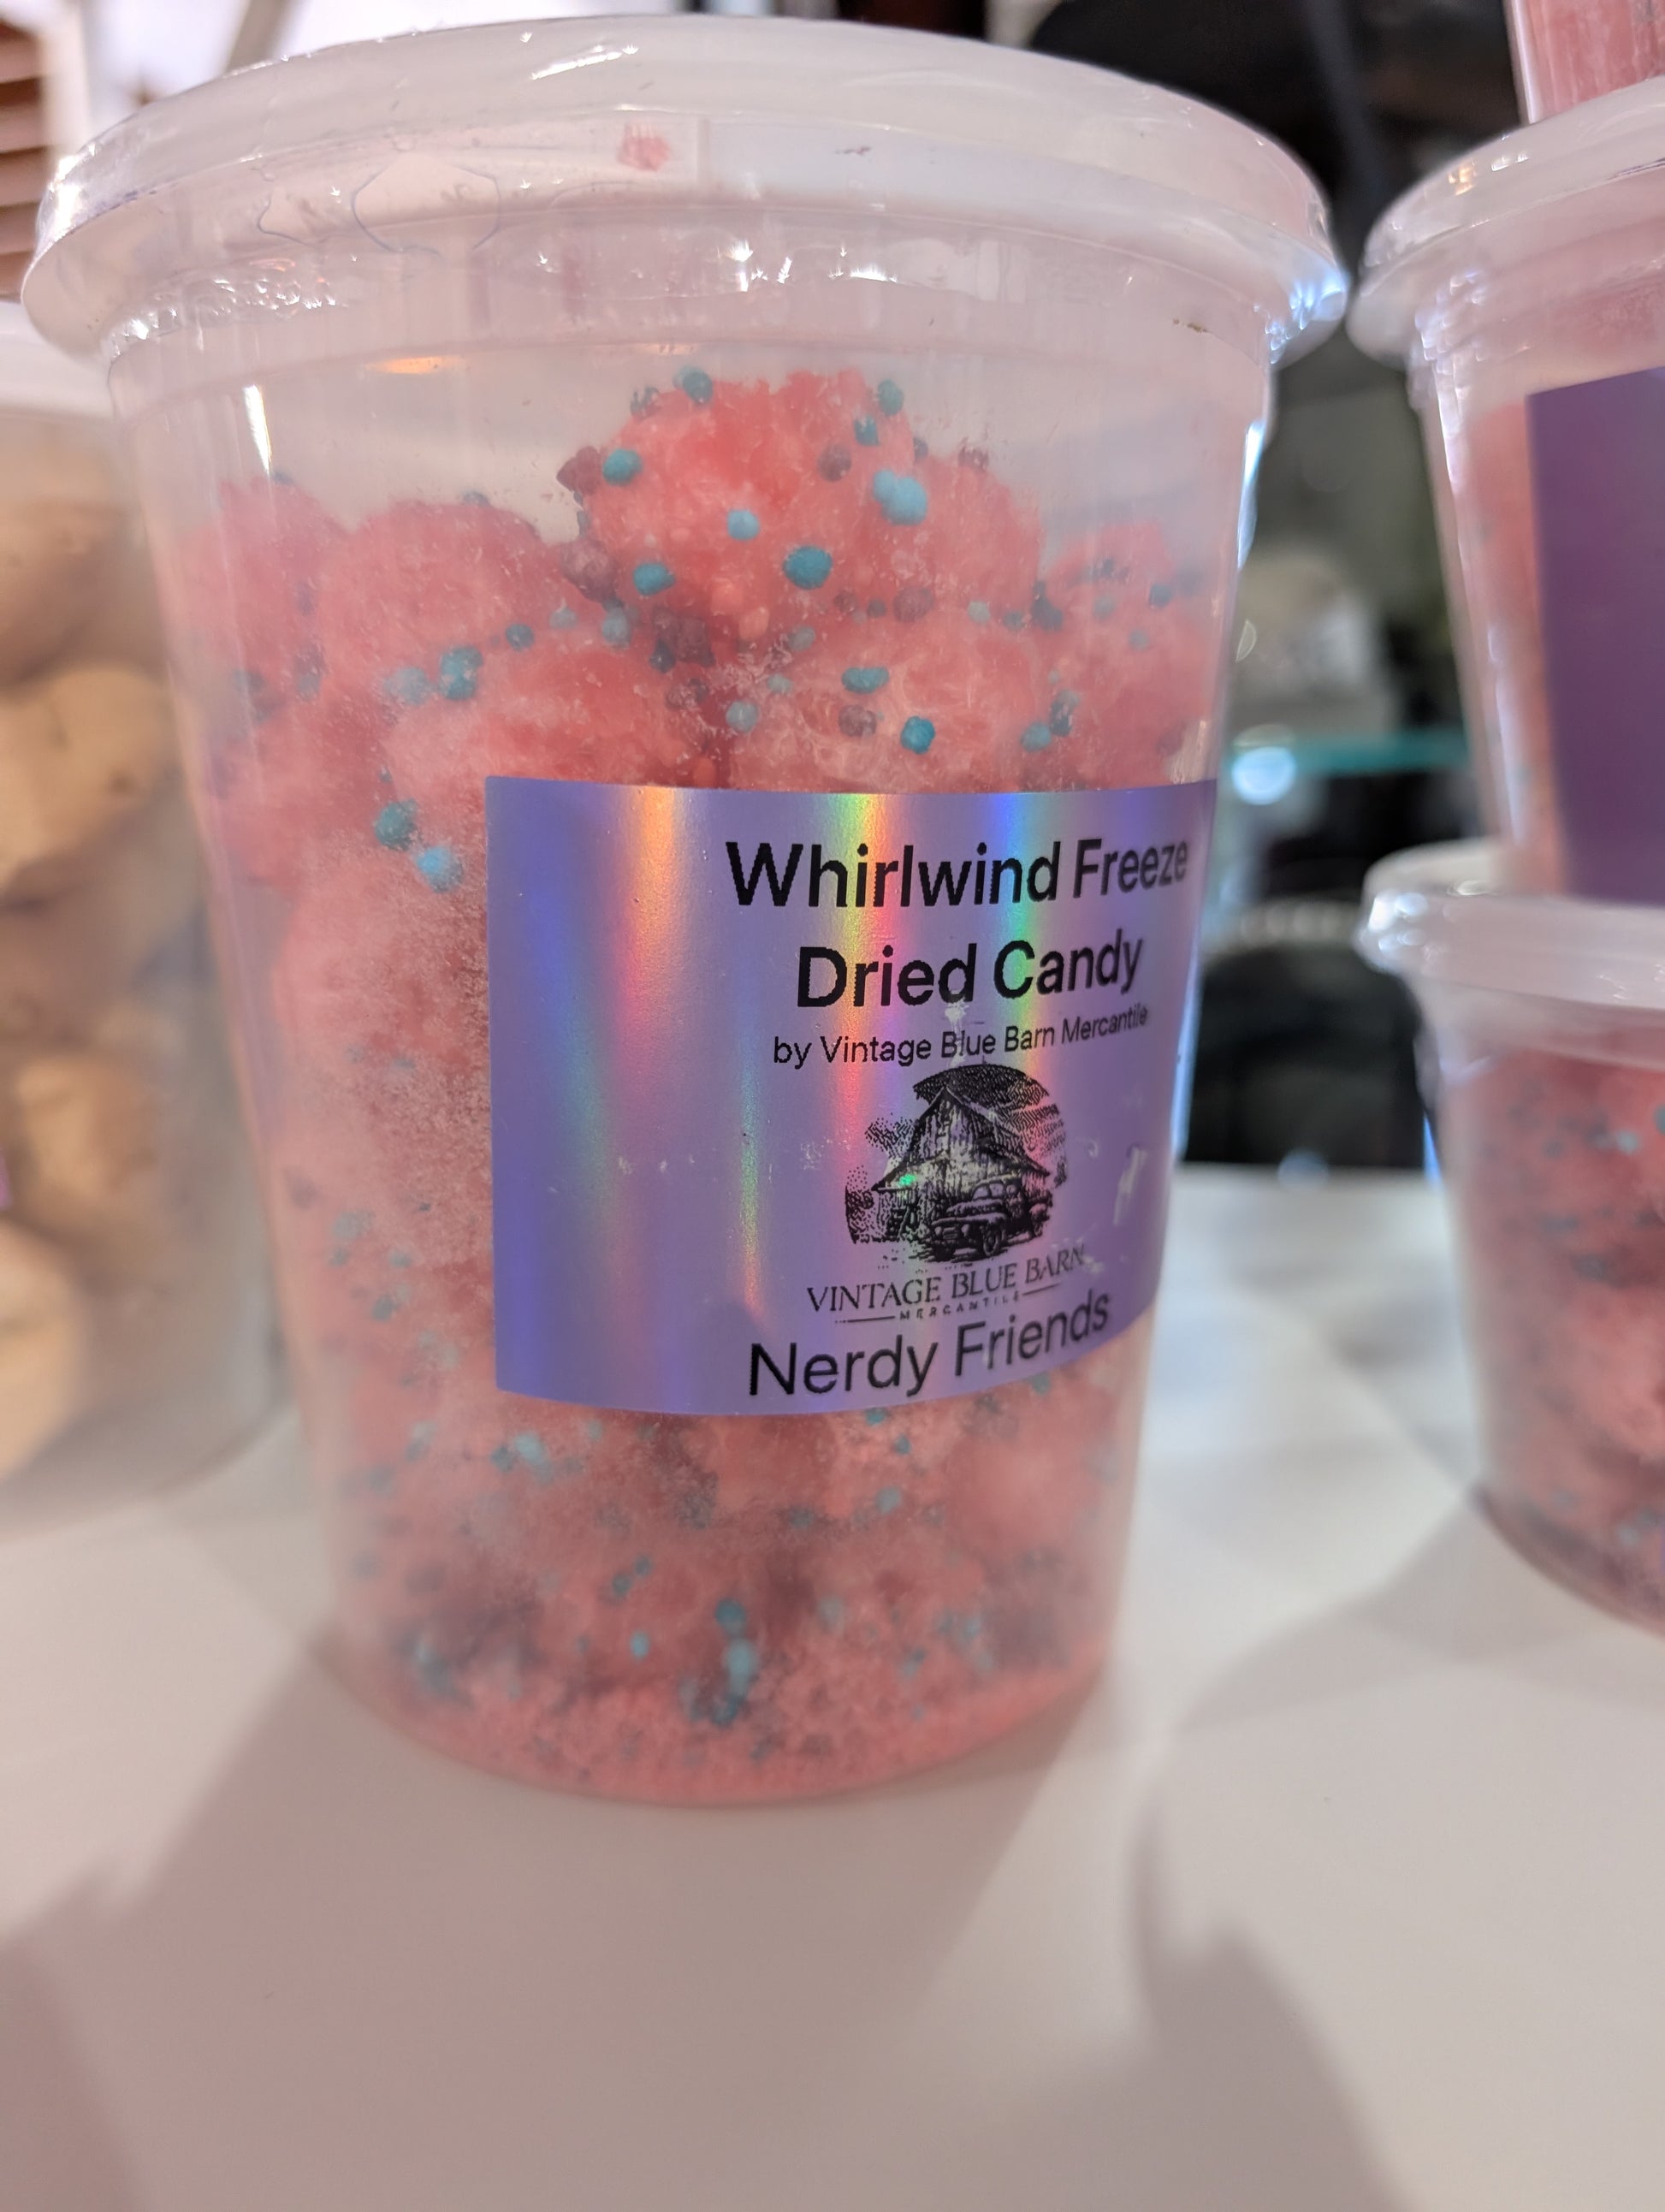 Whirlwind Freeze
Dried Candy
by Vintage Blue Barn Mercantile
VINTAGE BLUE BARN
MERCANTILE
Nerdy Friends